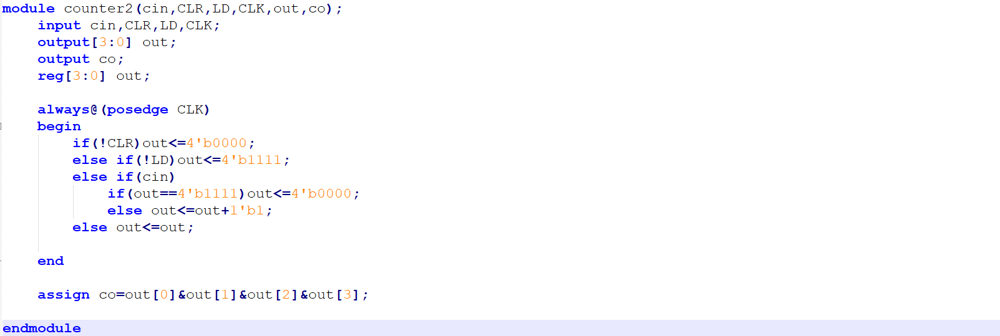 module counter2(cin,CLR,LD,CLK,out,co);
    input cin,CLR,LD,CLK;
    output[3:0] out;
    output co;
    reg[3:0] out;

    always@(posedge CLK)
    begin
        if(!CLR)out<=4'b0000;
        else if(!LD)out<=4'b1111;
        else if(cin)
            if(out==4'b1111)out<=4'b0000;
            else out<=out+1'b1;
        else out<=out;

    end

    assign co=out[0]&out[1]&out[2]&out[3];

endmodule